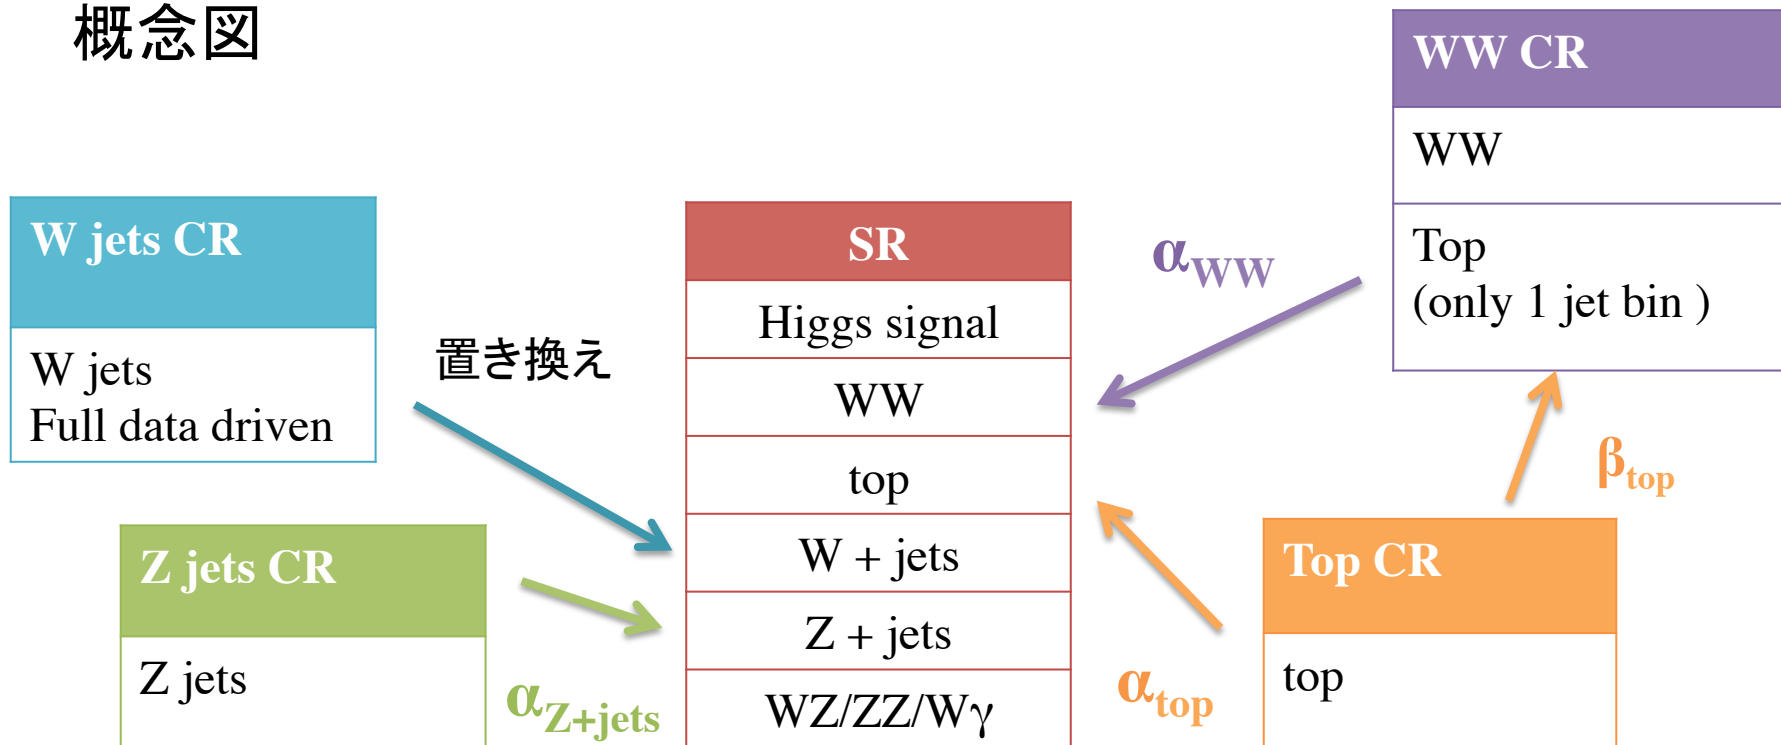 概念図
WW CR
WW
Top
(only 1 jet bin )
W jets CR
W jets
Full data driven
置き換え
SR
Higgs signal
WW
top
W + jets
Z + jets
WZ/ZZ/Wγ
αWW
βtop
Z jets CR
Z jets
αZ+jets
αtop
Top CR
top